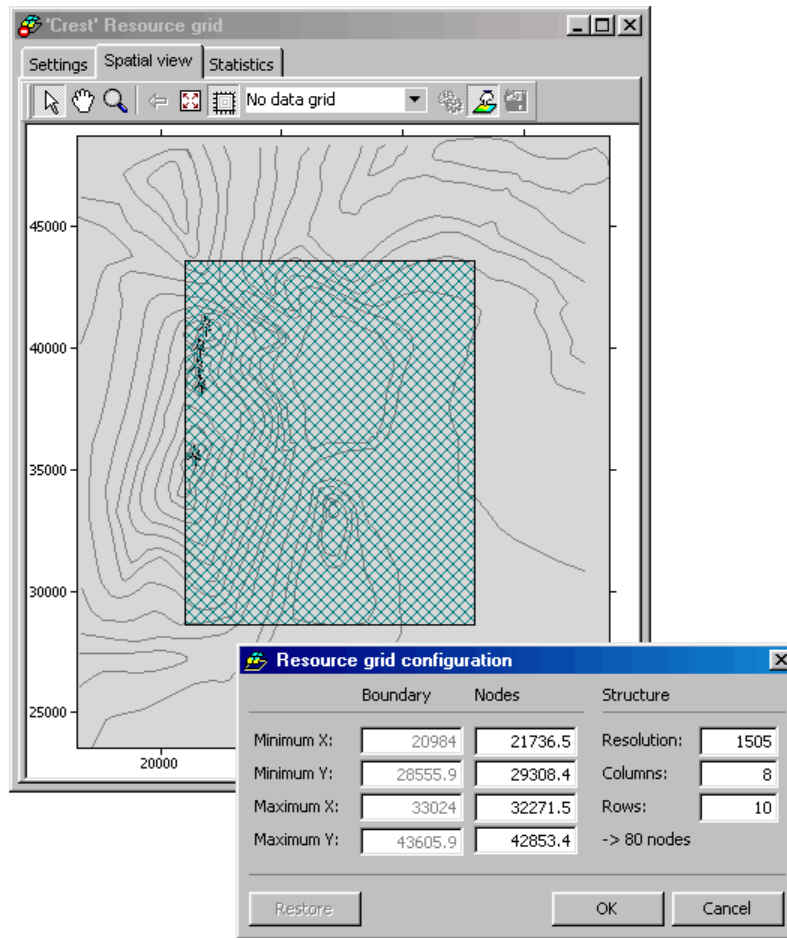 'Crest' Resource grid
Settings Spatial view Statistics
No data grid
45000
40000
35000
30000
25000
20000
Resource grid configuration
Boundary Nodes Structure
Minimum X: 20984 21736.5 Resolution: 1505
Minimum Y: 28555.9 29308.4 Columns: 8
Maximum X: 33024 32271.5 Rows: 10
Maximum Y: 43605.9 42853.4 -> 80 nodes
Restore OK Cancel